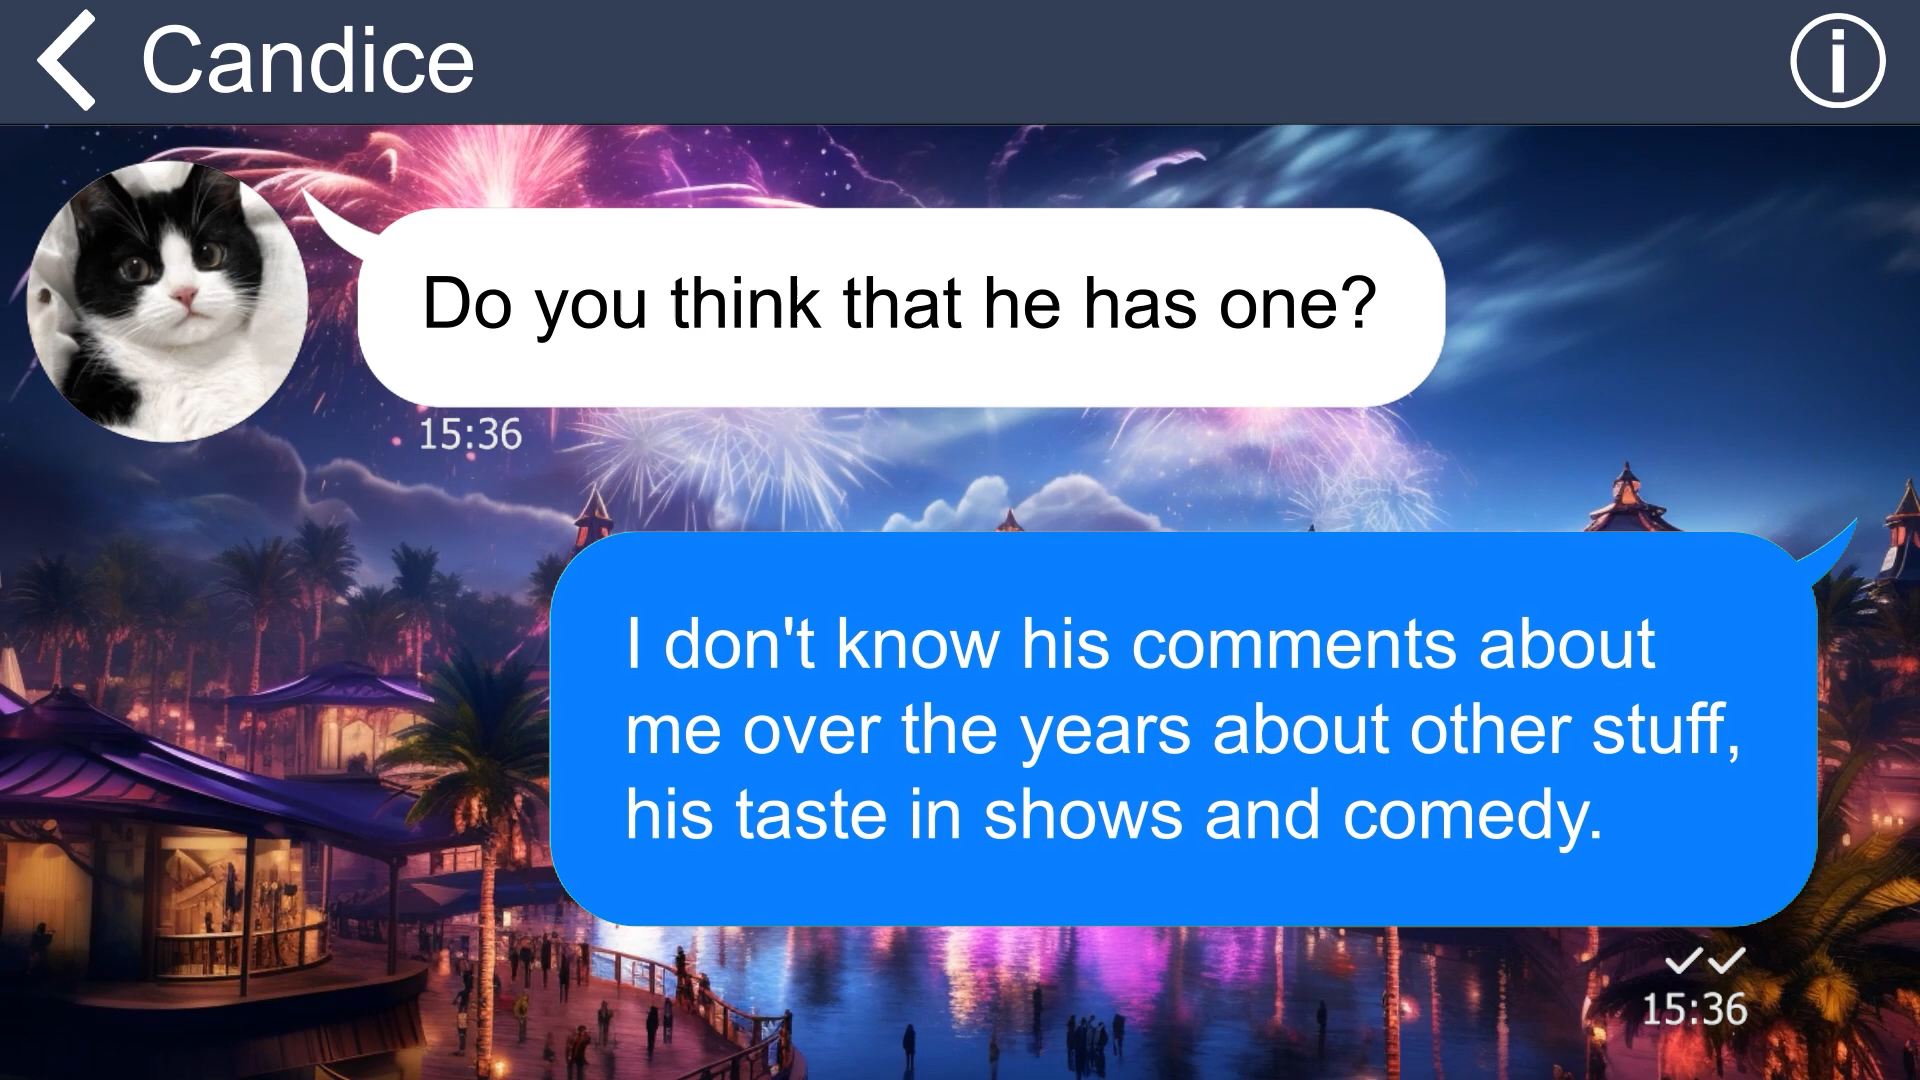 Candice
Do you think that he has one?
15:36
I don't know his comments about
me over the years about other stuff,
his taste in shows and comedy.
15:36